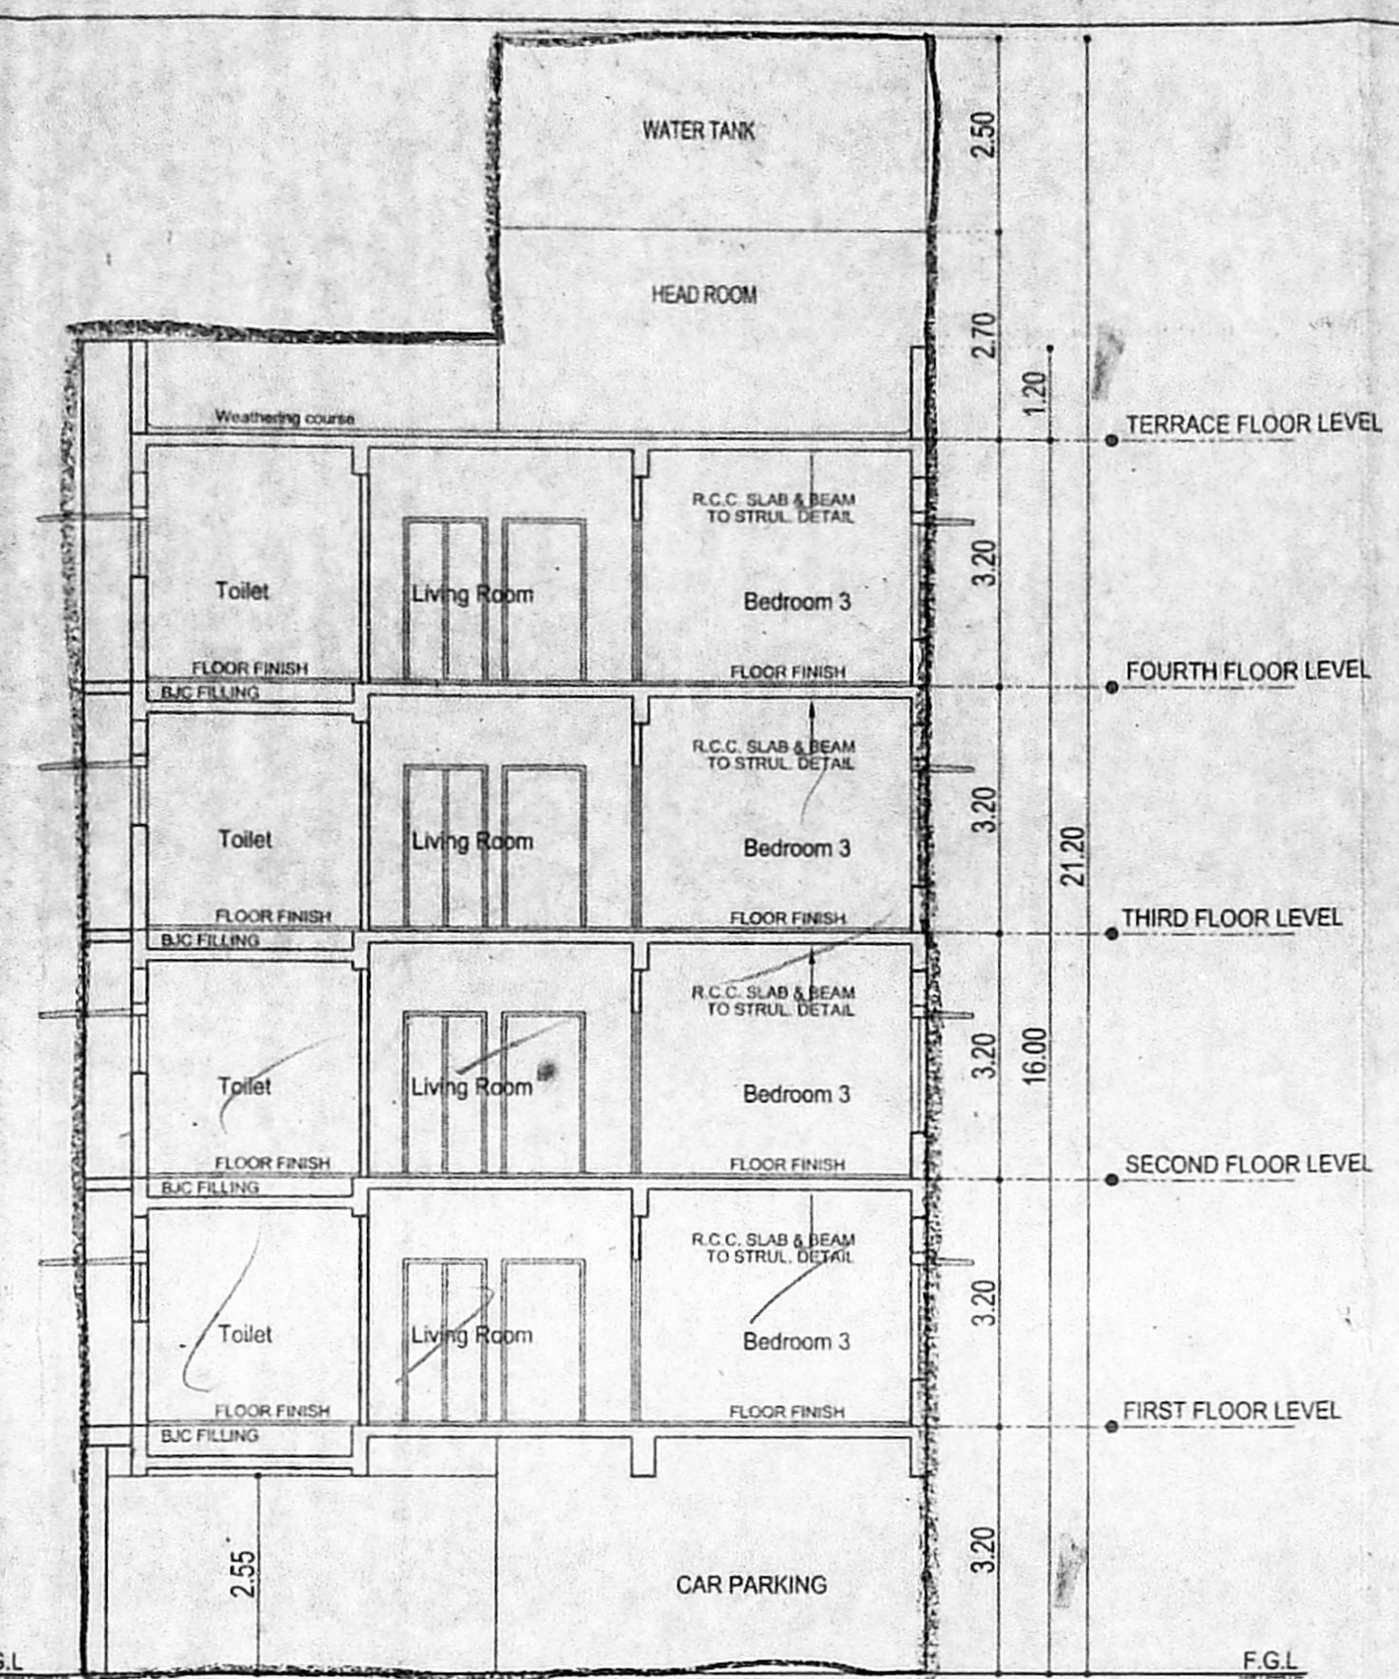 WATER TANK
2.50
HEAD ROOM
2.70
1.20
Weathering course
TERRACE FLOOR LEVEL
R.C.C. SLAB & BEAM
TO STRUL. DETAIL
3.20
Toilet
Living Room
Bedroom 3
FLOOR FINISH
FLOOR FINISH
FOURTH FLOOR LEVEL
BJC FILLING
R.C.C. SLAB & BEAM
TO STRUL. DETAIL
3.20
Toilet
Living Room
Bedroom 3
21.20
FLOOR FINISH
FLOOR FINISH
THIRD FLOOR LEVEL
BJC FILLING
R.C.C. SLAB & BEAM
TO STRUL. DETAIL
3.20
16.00
Toilet
Living Room
Bedroom 3
FLOOR FINISH
FLOOR FINISH
SECOND FLOOR LEVEL
BJC FILLING
R.C.C. SLAB & BEAM
TO STRUL. DETAIL
3.20
Toilet
Living Room
Bedroom 3
FLOOR FINISH
FLOOR FINISH
FIRST FLOOR LEVEL
BJC FILLING
2.55
CAR PARKING
3.20
G.L
F.G.L